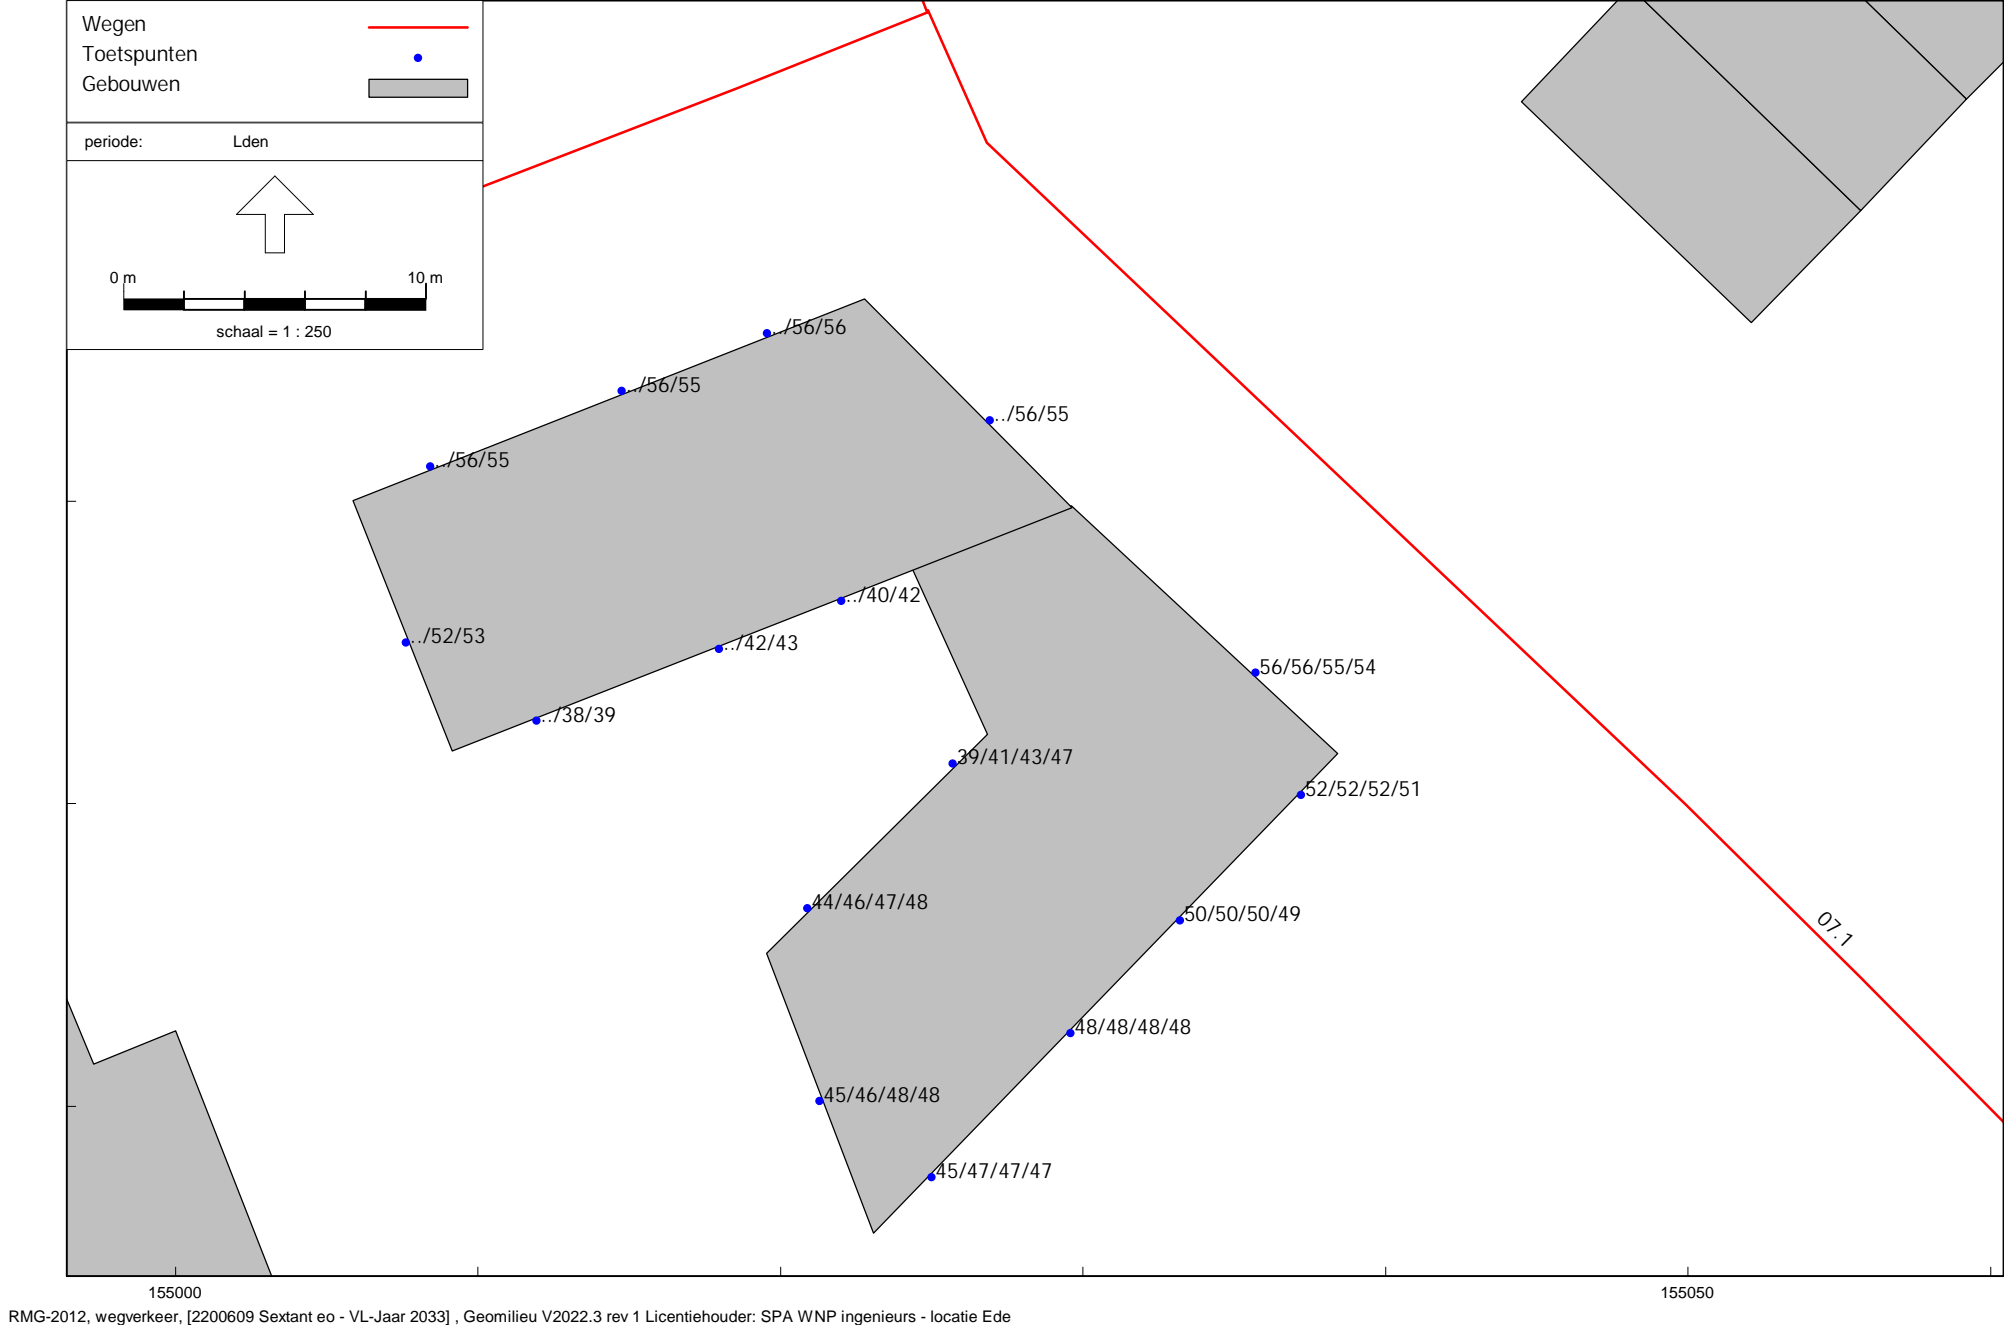 Wegen
Toetspunten
Gebouwen
periode: Lden
0 m 10 m
schaal = 1 : 250
../56/56
../56/55
../56/55
../56/55
../40/42
../52/53
../42/43
56/56/55/54
../38/39
39/41/43/47
52/52/52/51
44/46/47/48
50/50/50/49
07.1
48/48/48/48
45/46/48/48
45/47/47/47
155000 155050
RMG-2012, wegverkeer, [2200609 Sextant eo - VL-Jaar 2033] , Geomilieu V2022.3 rev 1 Licentiehouder: SPA WNP ingenieurs - locatie Ede